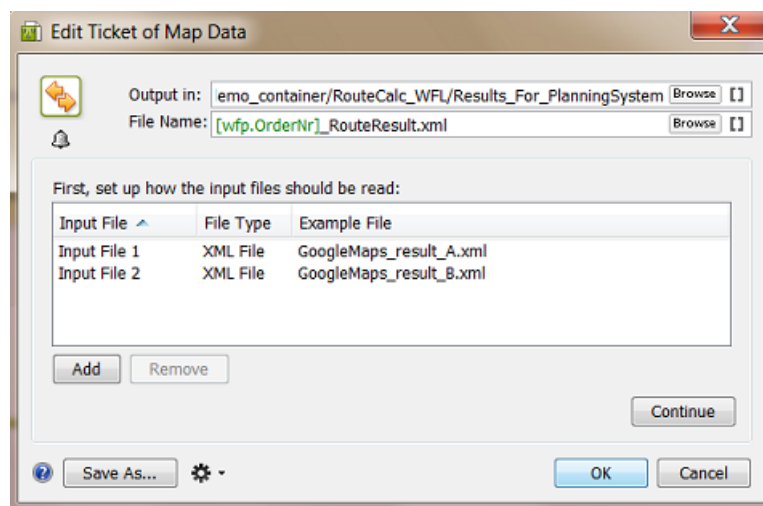 Edit Ticket of Map Data
X
Output in: emo_container/RouteCalc_WFL/Results_For_PlanningSystem Browse []
File Name: [wfp.OrderNr]_RouteResult.xml Browse []
First, set up how the input files should be read:
Input File File Type Example File
Input File 1 XML File GoogleMaps_result_A.xml
Input File 2 XML File GoogleMaps_result_B.xml
Add Remove
Continue
? Save As... OK Cancel